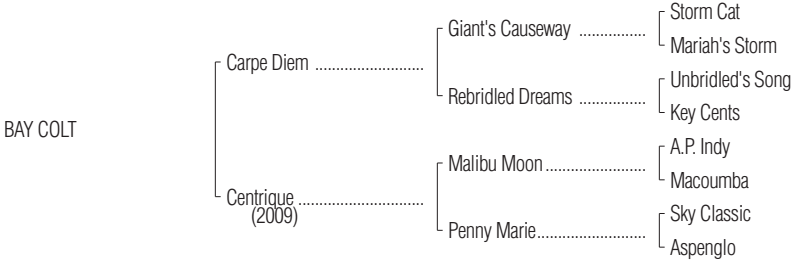 Storm Cat
Giant's Causeway ................
Mariah's Storm
Carpe Diem ..........................
Unbridled's Song
Rebridled Dreams ................
Key Cents
BAY COLT
A.P. Indy
Malibu Moon ........................
Macoumba
Centrique ..............................
(2009)
Sky Classic
Penny Marie..........................
Aspenglo